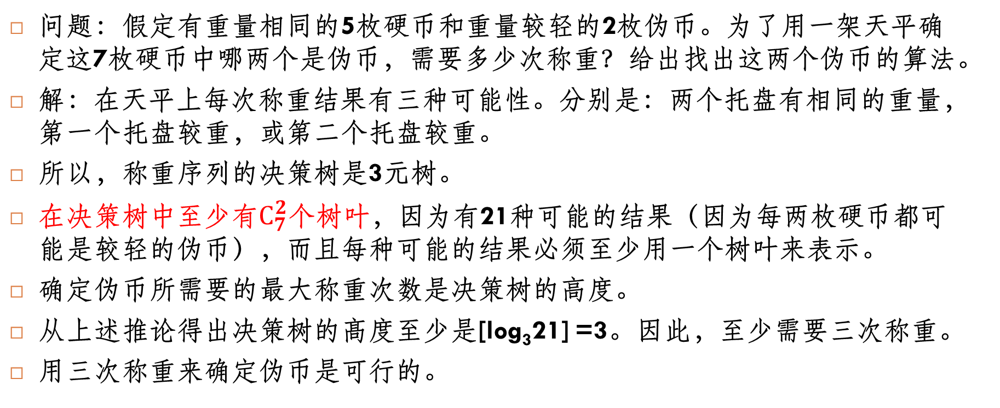 问题：假定有重量相同的5枚硬币和重量较轻的2枚伪币。为了用一架天平确
定这7枚硬币中哪两个是伪币，需要多少次称重？给出找出这两个伪币的算法。
解：在天平上每次称重结果有三种可能性。分别是：两个托盘有相同的重量，
第一个托盘较重，或第二个托盘较重。
所以，称重序列的决策树是3元树。
在决策树中至少有C₇²个树叶，因为有21种可能的结果（因为每两枚硬币都可
能是较轻的伪币），而且每种可能的结果必须至少用一个树叶来表示。
确定伪币所需要的最大称重次数是决策树的高度。
从上述推论得出决策树的高度至少是[log₃21]=3。因此，至少需要三次称重。
用三次称重来确定伪币是可行的。